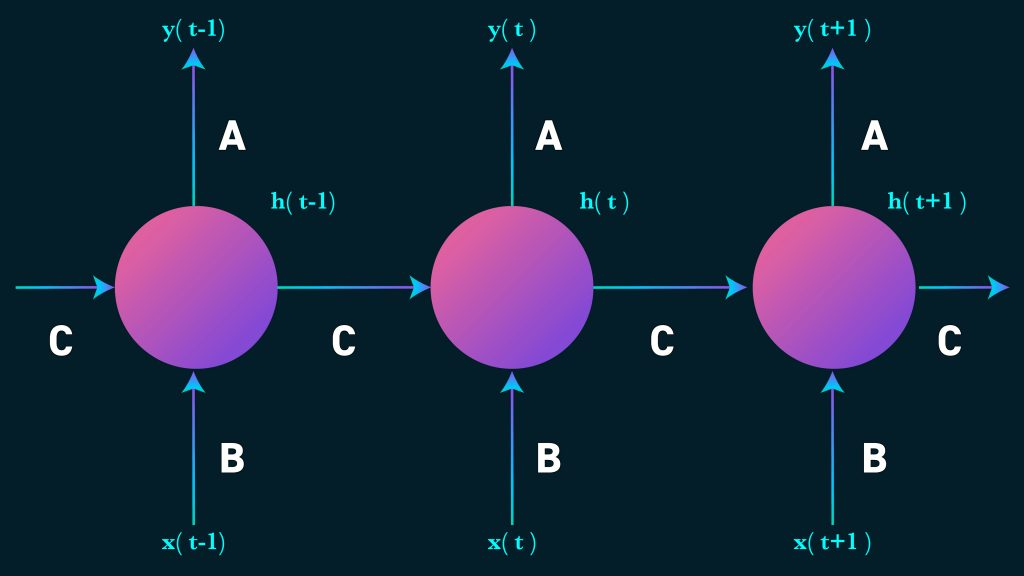 y( t-1)
y( t )
y( t+1 )
A
A
A
h( t-1)
h( t )
h( t+1 )
C
C
C
C
B
B
B
x( t-1)
x( t )
x( t+1 )